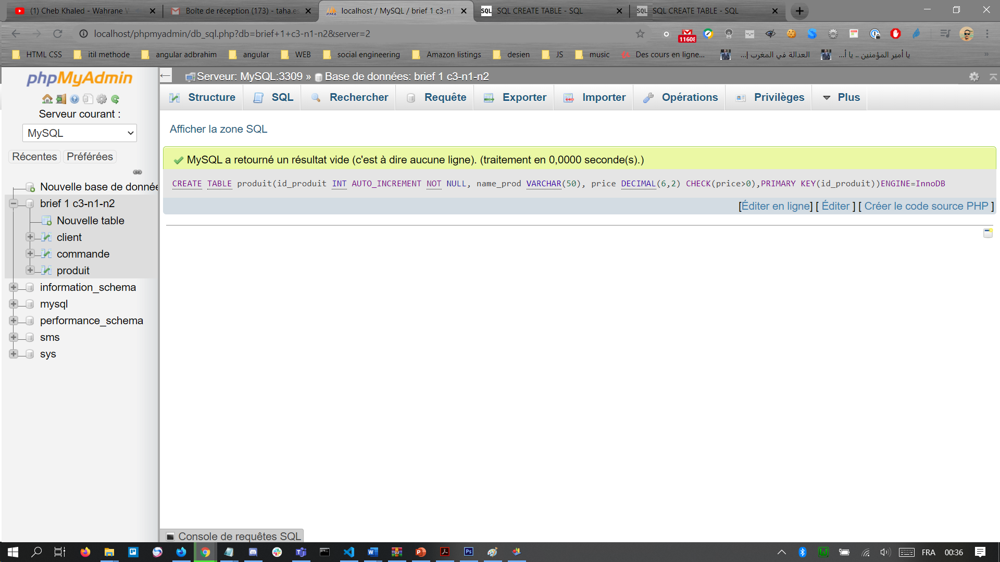 (1) Cheb Khaled - Wahrane W
Boîte de réception (173) - taha.es
localhost / MySQL / brief 1 c3-n1
SQL SQL CREATE TABLE - SQL
SQL SQL CREATE TABLE - SQL
localhost/phpmyadmin/db_sql.php?db=brief+1+c3-n1-n2&server=2
11608
HTML CSS
itil methode
angular adbrahim
angular
WEB
social engineering
Amazon listings
desien
JS
music
Des cours en ligne...
العدالة في المغرب |...
يا أمير المؤمنين .. يا أ...
»
phpMyAdmin
Serveur courant :
MySQL
Récentes
Préférées
Nouvelle base de donnée
brief 1 c3-n1-n2
Nouvelle table
client
commande
produit
information_schema
mysql
performance_schema
sms
sys
Serveur: MySQL:3309 » Base de données: brief 1 c3-n1-n2
Structure
SQL
Rechercher
Requête
Exporter
Importer
Opérations
Privilèges
Plus
Afficher la zone SQL
MySQL a retourné un résultat vide (c'est à dire aucune ligne). (traitement en 0,0000 seconde(s).)
CREATE TABLE produit(id_produit INT AUTO_INCREMENT NOT NULL, name_prod VARCHAR(50), price DECIMAL(6,2) CHECK(price>0),PRIMARY KEY(id_produit))ENGINE=InnoDB
[Éditer en ligne] [ Éditer ] [ Créer le code source PHP ]
Console de requêtes SQL
FRA
00:36